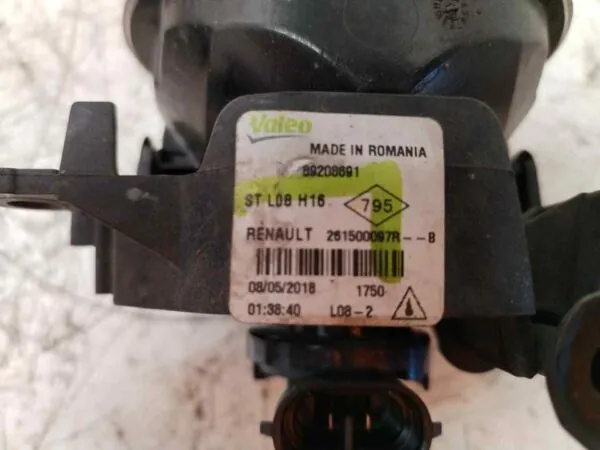 Valeo
MADE IN ROMANIA
89208691
ST L08 H16 795
RENAULT 261500097R--B
08/05/2018 1750
01:38:40 L08-2